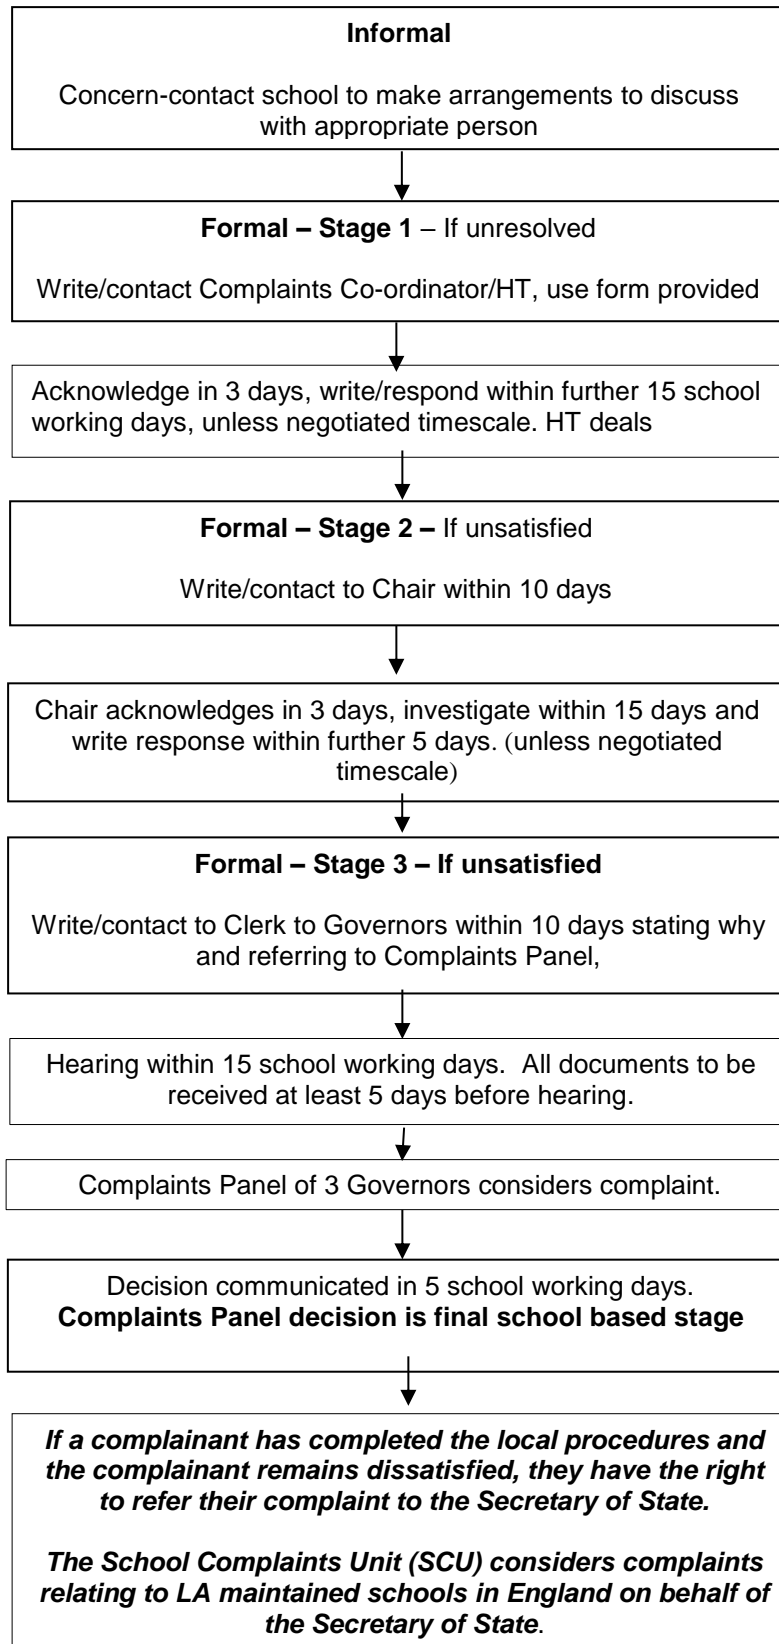 Informal
Concern-contact school to make arrangements to discuss
with appropriate person
Formal – Stage 1 – If unresolved
Write/contact Complaints Co-ordinator/HT, use form provided
Acknowledge in 3 days, write/respond within further 15 school
working days, unless negotiated timescale. HT deals
Formal – Stage 2 – If unsatisfied
Write/contact to Chair within 10 days
Chair acknowledges in 3 days, investigate within 15 days and
write response within further 5 days. (unless negotiated
timescale)
Formal – Stage 3 – If unsatisfied
Write/contact to Clerk to Governors within 10 days stating why
and referring to Complaints Panel,
Hearing within 15 school working days. All documents to be
received at least 5 days before hearing.
Complaints Panel of 3 Governors considers complaint.
Decision communicated in 5 school working days.
Complaints Panel decision is final school based stage
If a complainant has completed the local procedures and
the complainant remains dissatisfied, they have the right
to refer their complaint to the Secretary of State.
The School Complaints Unit (SCU) considers complaints
relating to LA maintained schools in England on behalf of
the Secretary of State.